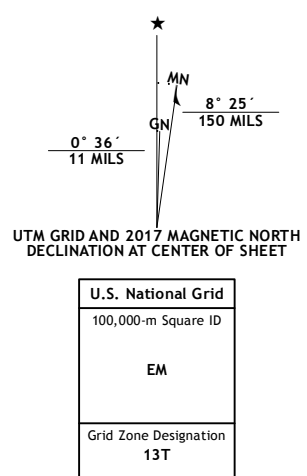 ★
MN
8° 25´
150 MILS
GN
0° 36´
11 MILS
UTM GRID AND 2017 MAGNETIC NORTH
DECLINATION AT CENTER OF SHEET
U.S. National Grid
100,000-m Square ID
EM
Grid Zone Designation
13T